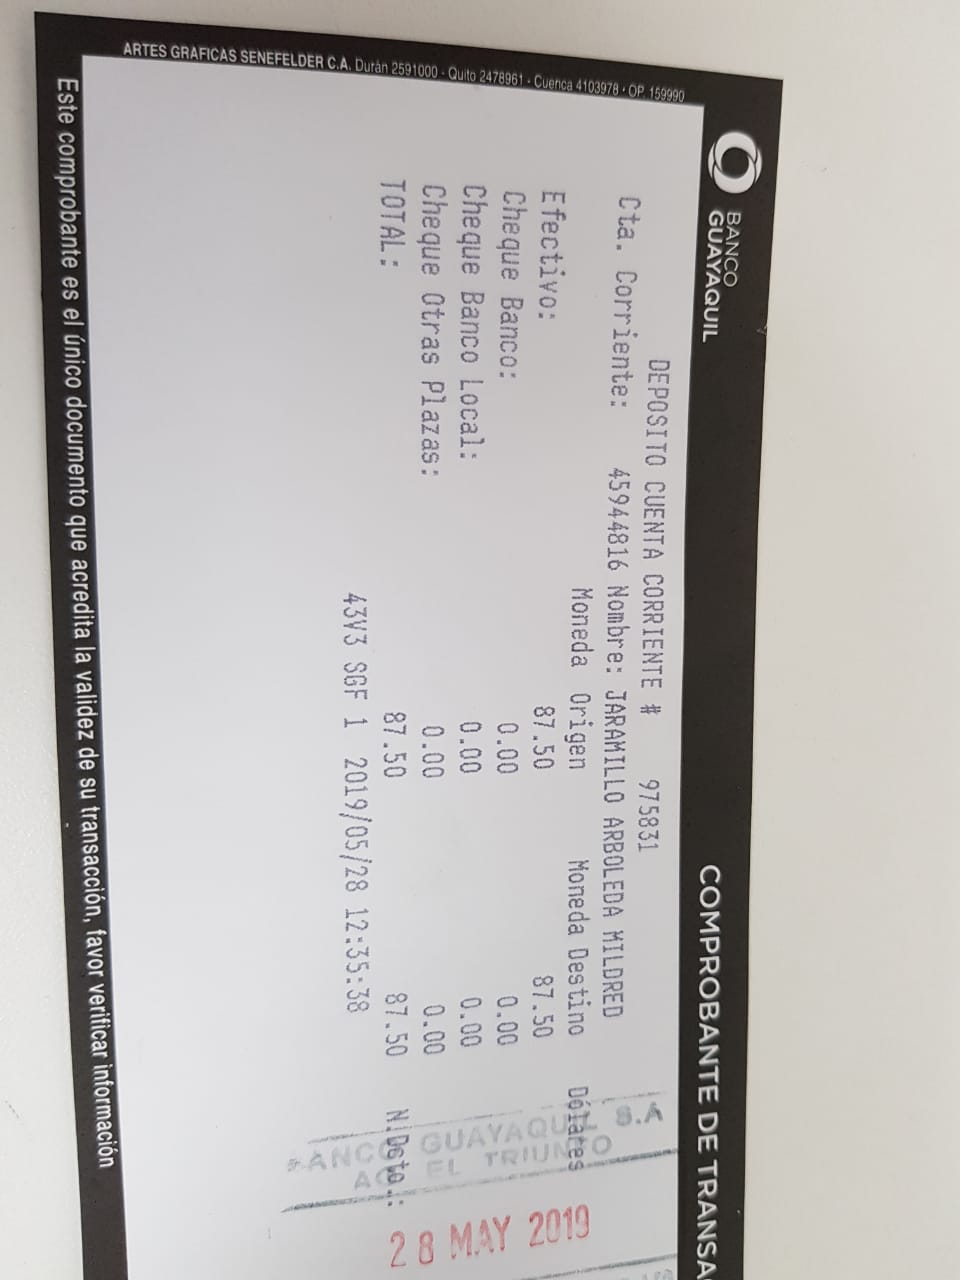 BANCO
GUAYAQUIL
COMPROBANTE DE TRANSA
DEPOSITO CUENTA CORRIENTE # 975831
Cta. Corriente: 45944816 Nombre: JARAMILLO ARBOLEDA MILDRED
Moneda Origen Moneda Destino Dólares
Efectivo: 87.50 87.50
Cheque Banco: 0.00 0.00
Cheque Banco Local: 0.00 0.00
Cheque Otras Plazas: 0.00 0.00
TOTAL: 87.50 87.50 N.Dsto.:
43V3 SGF 1 2019/05/28 12:35:38
BANCO GUAYAQUIL S.A
AG EL TRIUNFO
28 MAY 2019
ARTES GRAFICAS SENEFELDER C.A. Durán 2591000 - Quito 2478961 - Cuenca 4103978 - OP. 159990
Este comprobante es el único documento que acredita la validez de su transacción, favor verificar información